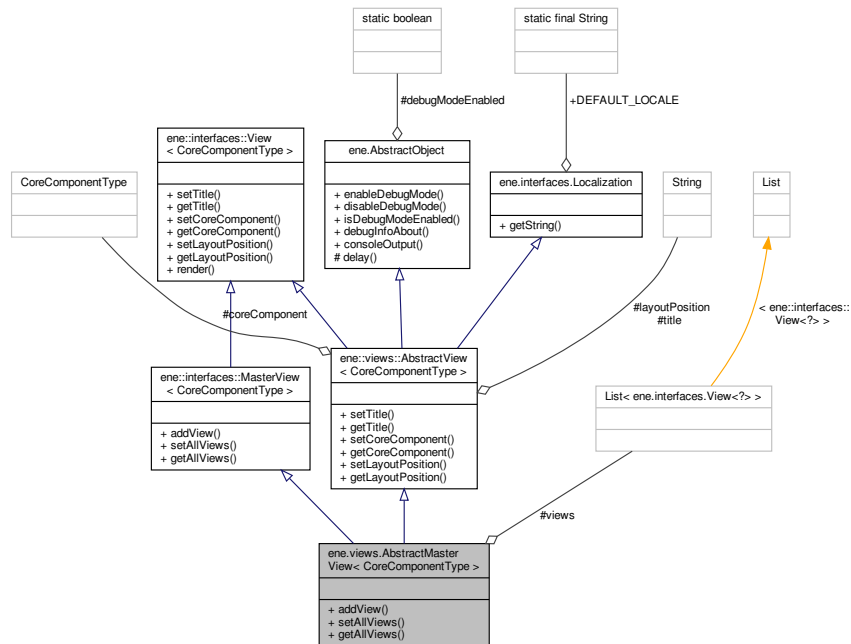 static boolean
static final String
#debugModeEnabled
+DEFAULT_LOCALE
ene::interfaces::View
< CoreComponentType >
+ setTitle()
+ getTitle()
+ setCoreComponent()
+ getCoreComponent()
+ setLayoutPosition()
+ getLayoutPosition()
+ render()
ene.AbstractObject
+ enableDebugMode()
+ disableDebugMode()
+ isDebugModeEnabled()
+ debugInfoAbout()
+ consoleOutput()
# delay()
CoreComponentType
ene.interfaces.Localization
+ getString()
String
List
#coreComponent
#layoutPosition
#title
< ene::interfaces::
View<?> >
ene::interfaces::MasterView
< CoreComponentType >
+ addView()
+ setAllViews()
+ getAllViews()
ene::views::AbstractView
< CoreComponentType >
+ setTitle()
+ getTitle()
+ setCoreComponent()
+ getCoreComponent()
+ setLayoutPosition()
+ getLayoutPosition()
List< ene.interfaces.View<?> >
#views
ene.views.AbstractMaster
View< CoreComponentType >
+ addView()
+ setAllViews()
+ getAllViews()